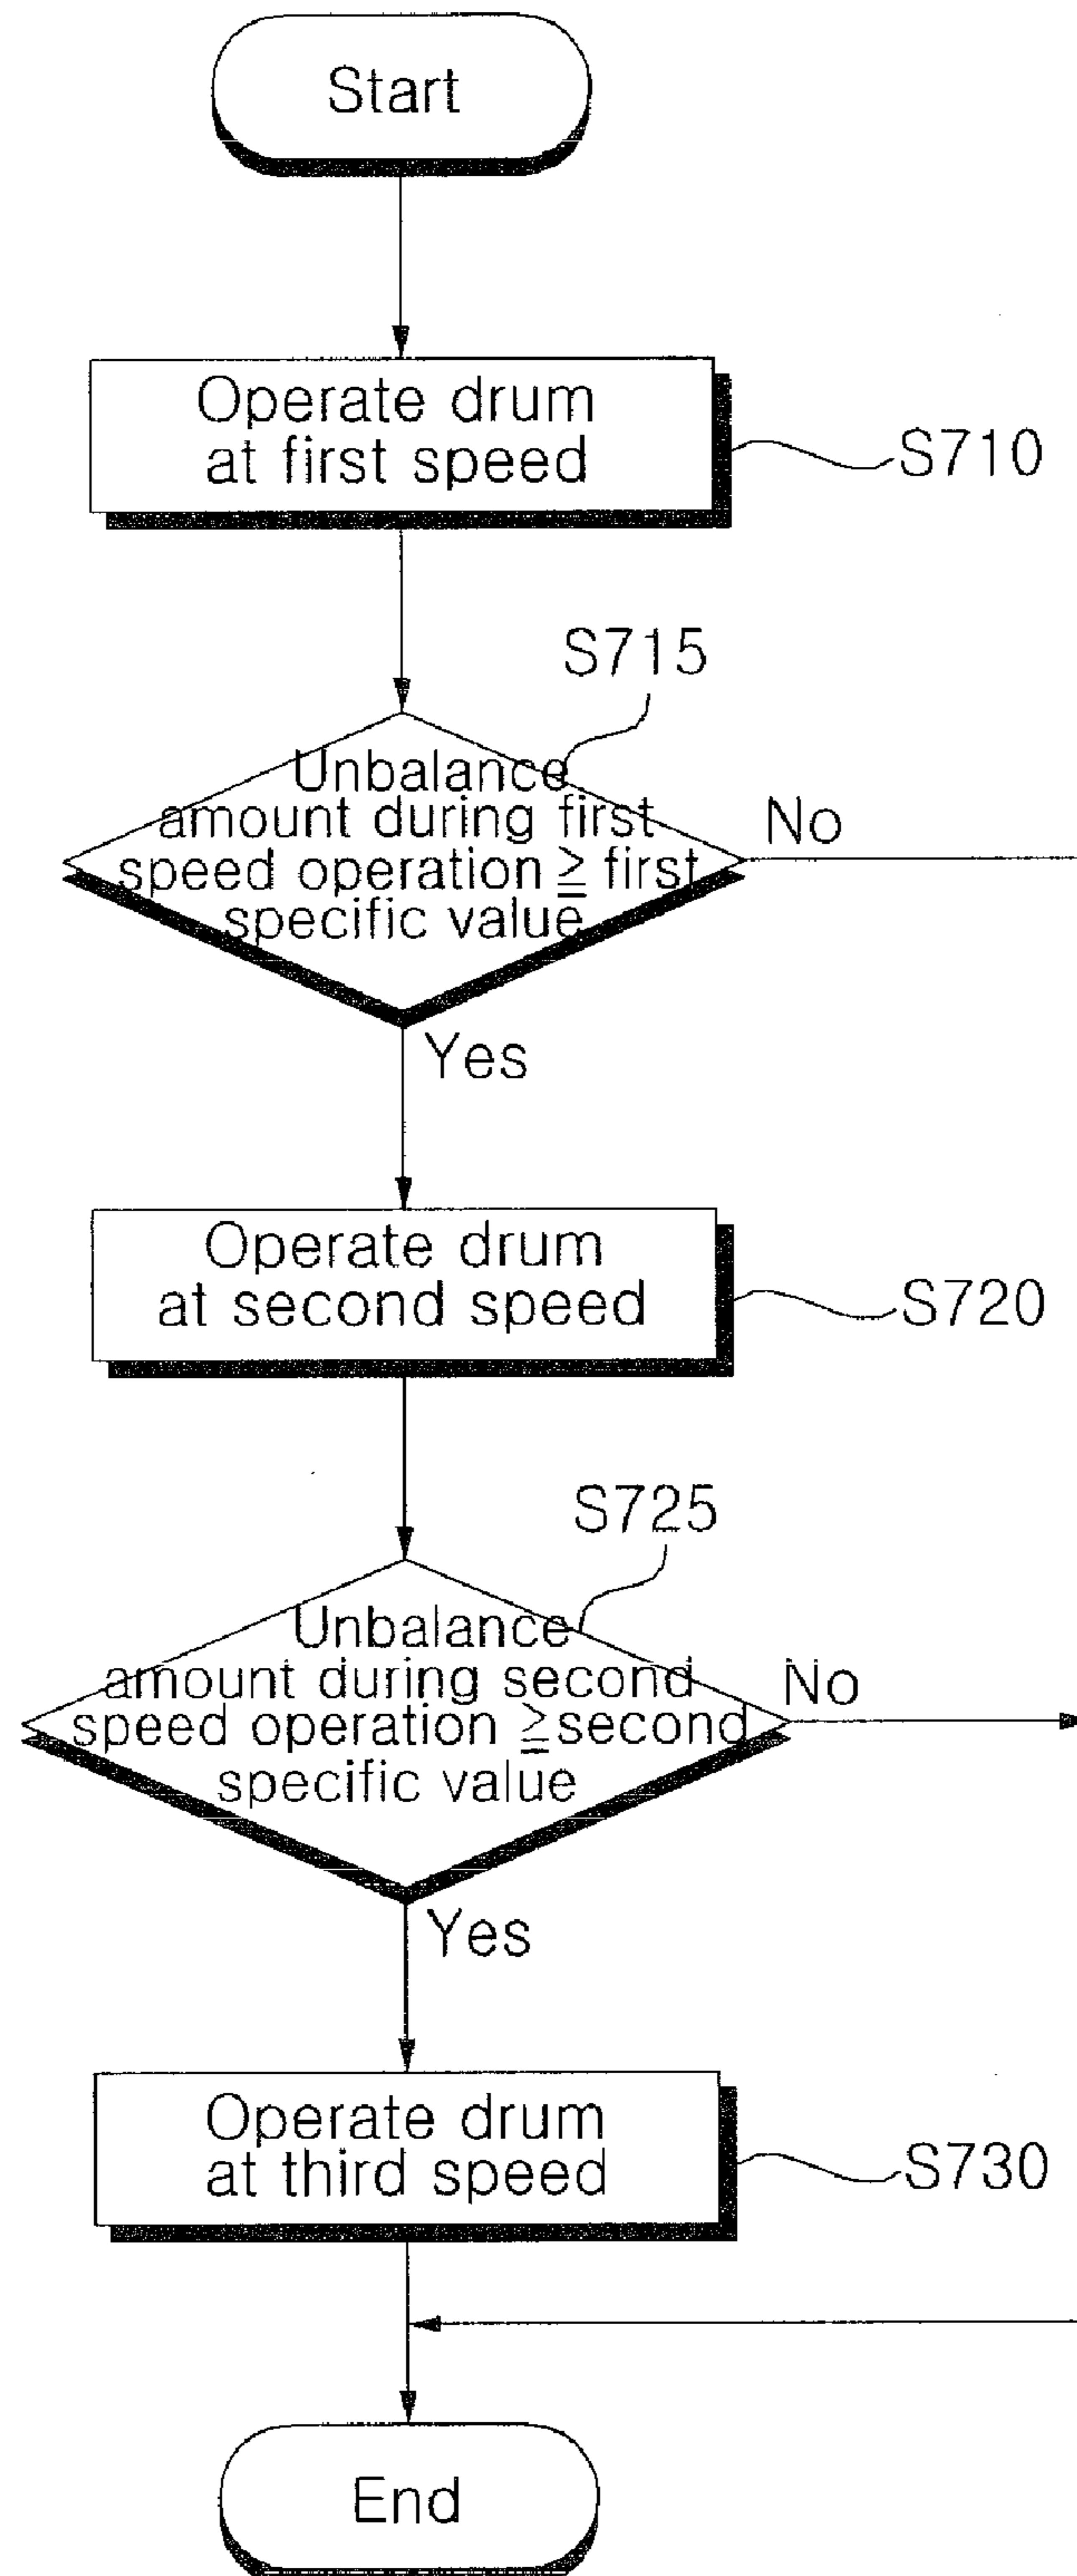 Start
Operate drum
at first speed
S710
S715
Unbalance
amount during first
speed operation ≧ first
specific value
No
Yes
Operate drum
at second speed
S720
S725
Unbalance
amount during second
speed operation ≧ second
specific value
No
Yes
Operate drum
at third speed
S730
End